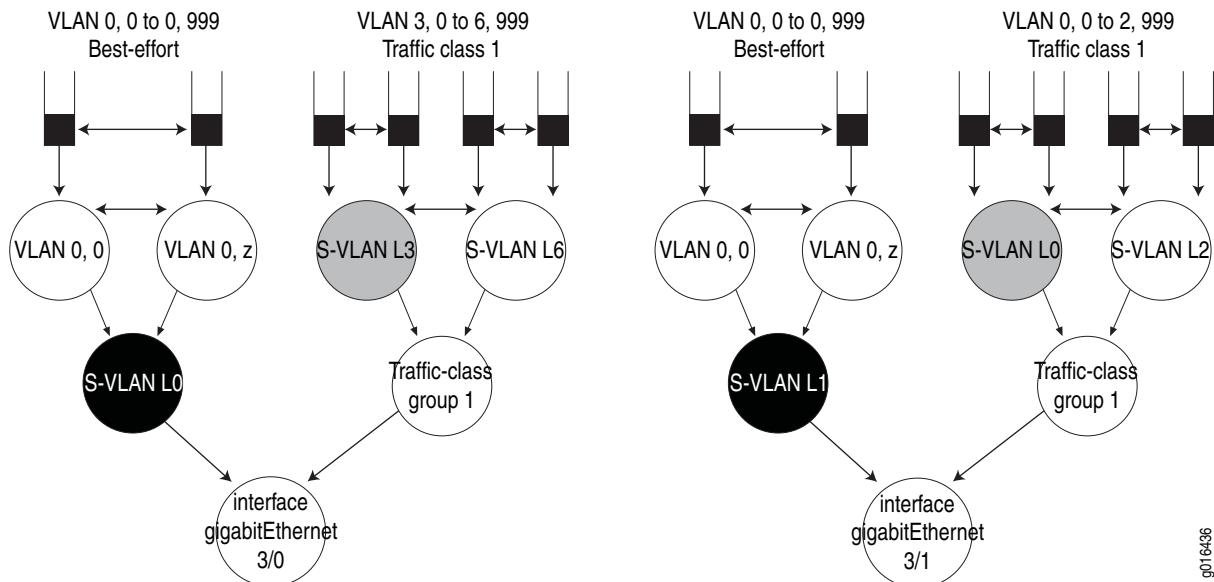 VLAN 0, 0 to 0, 999
Best-effort
VLAN 3, 0 to 6, 999
Traffic class 1
VLAN 0, 0 to 0, 999
Best-effort
VLAN 0, 0 to 2, 999
Traffic class 1
VLAN 0, 0
VLAN 0, z
S-VLAN L3
S-VLAN L6
VLAN 0, 0
VLAN 0, z
S-VLAN L0
S-VLAN L2
S-VLAN L0
Traffic-class
group 1
S-VLAN L1
Traffic-class
group 1
interface
gigabitEthernet
3/0
interface
gigabitEthernet
3/1
g016436